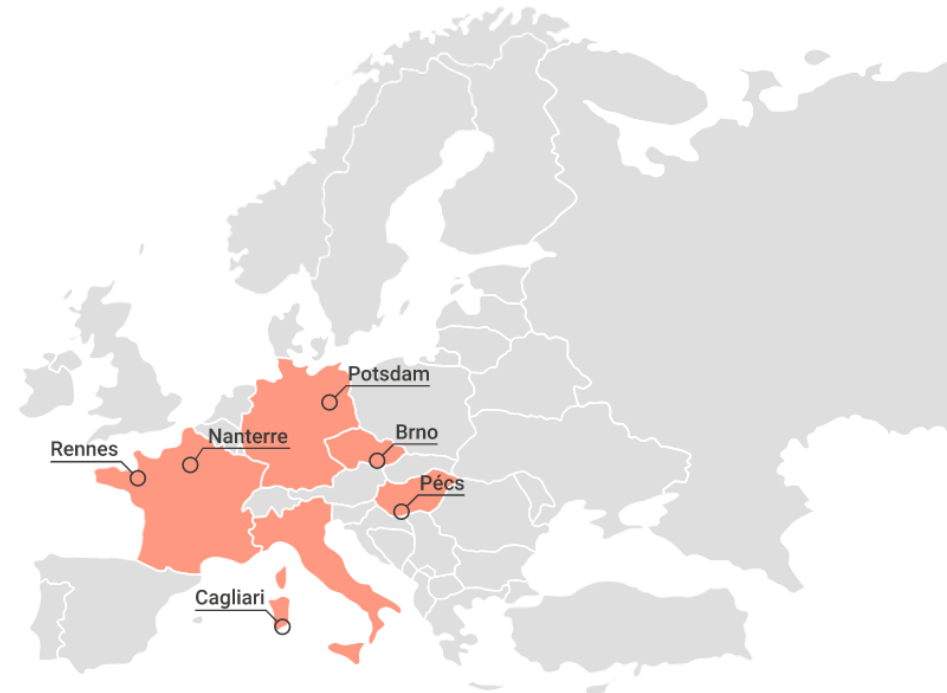 Potsdam
Brno
Nanterre
Rennes
Pécs
Cagliari